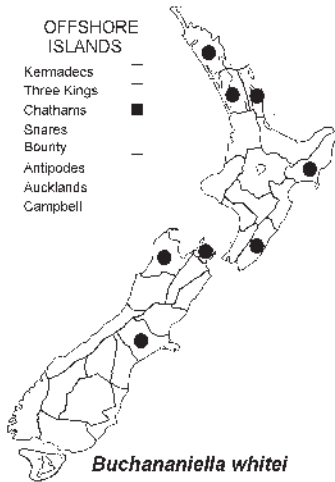 OFFSHORE
ISLANDS
Kermadecs
Three Kings
Chathams
Snares
Bounty
Antipodes
Aucklands
Campbell
Buchananiella whitei